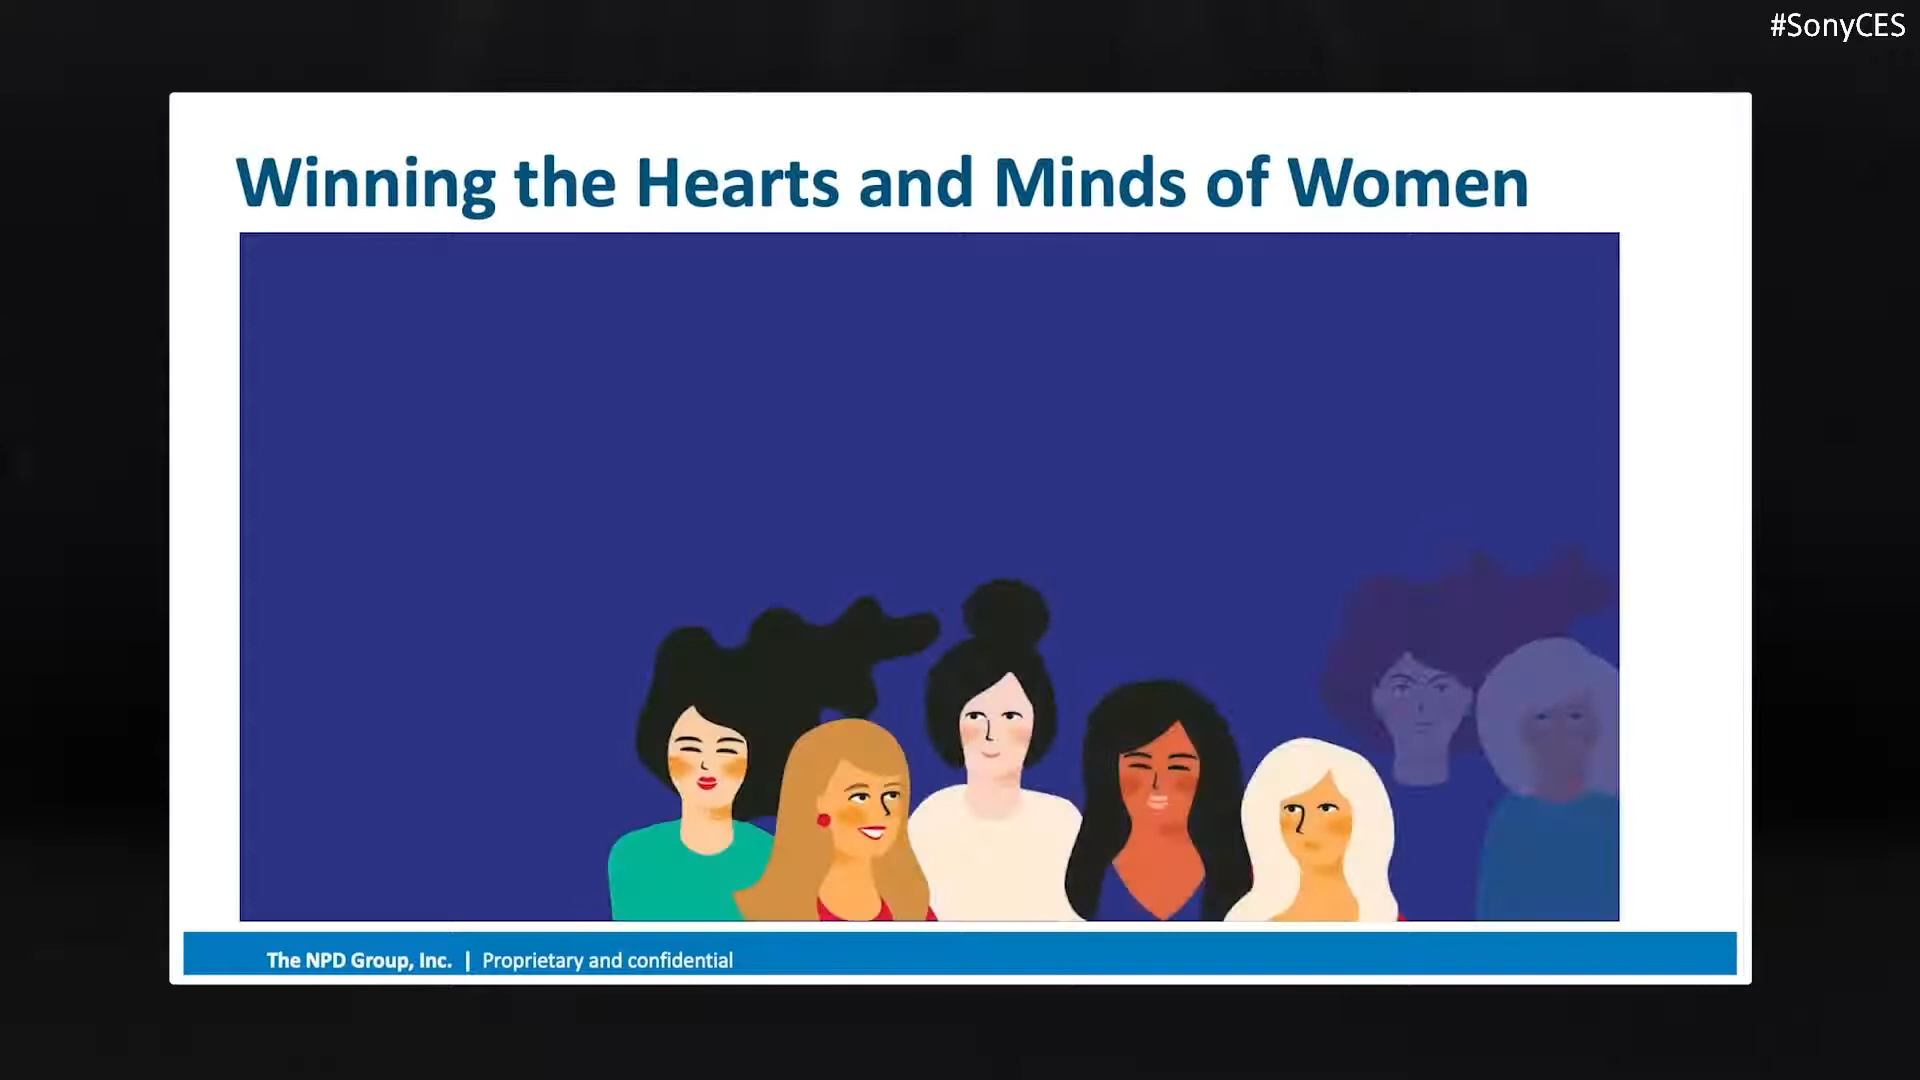 #SonyCES
Winning the Hearts and Minds of Women
The NPD Group, Inc. | Proprietary and confidential